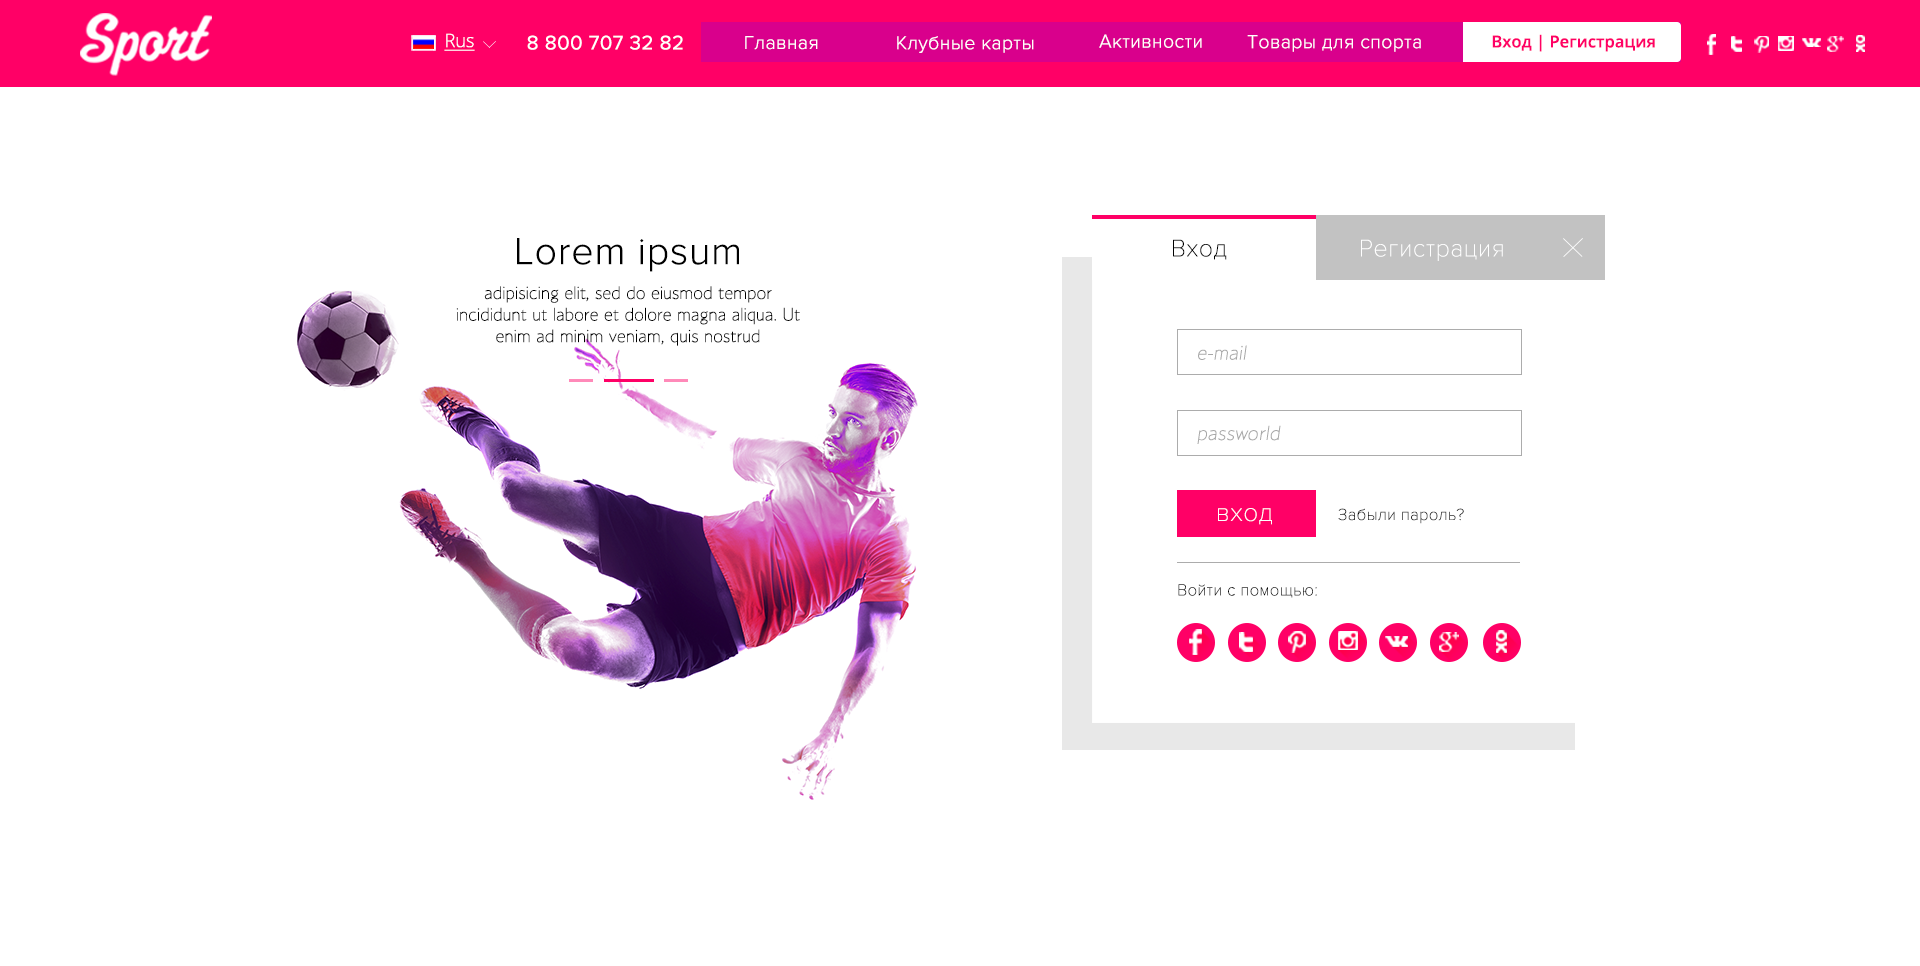 Sport
Rus
8 800 707 32 82
Главная
Клубные карты
Активности
Товары для спорта
Вход | Регистрация
Lorem ipsum
adipisicing elit, sed do eiusmod tempor
incididunt ut labore et dolore magna aliqua. Ut
enim ad minim veniam, quis nostrud
Вход
Регистрация
e-mail
passworld
ВХОД
Забыли пароль?
Войти с помощью: